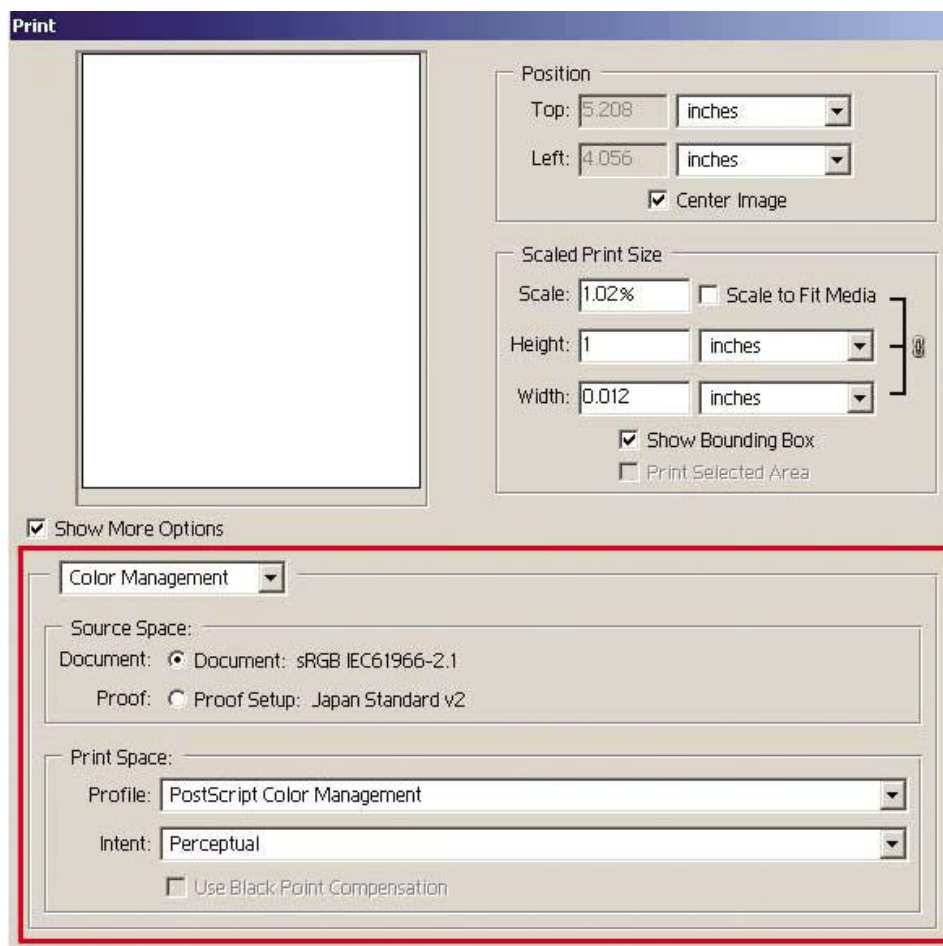 Print
Position
Top: 5.208 inches
Left: 4.056 inches
Center Image
Scaled Print Size
Scale: 1.02% Scale to Fit Media
Height: 1 inches
Width: 0.012 inches
Show Bounding Box
Print Selected Area
Show More Options
Color Management
Source Space:
Document: Document: sRGB IEC61966-2.1
Proof: Proof Setup: Japan Standard v2
Print Space:
Profile: PostScript Color Management
Intent: Perceptual
Use Black Point Compensation